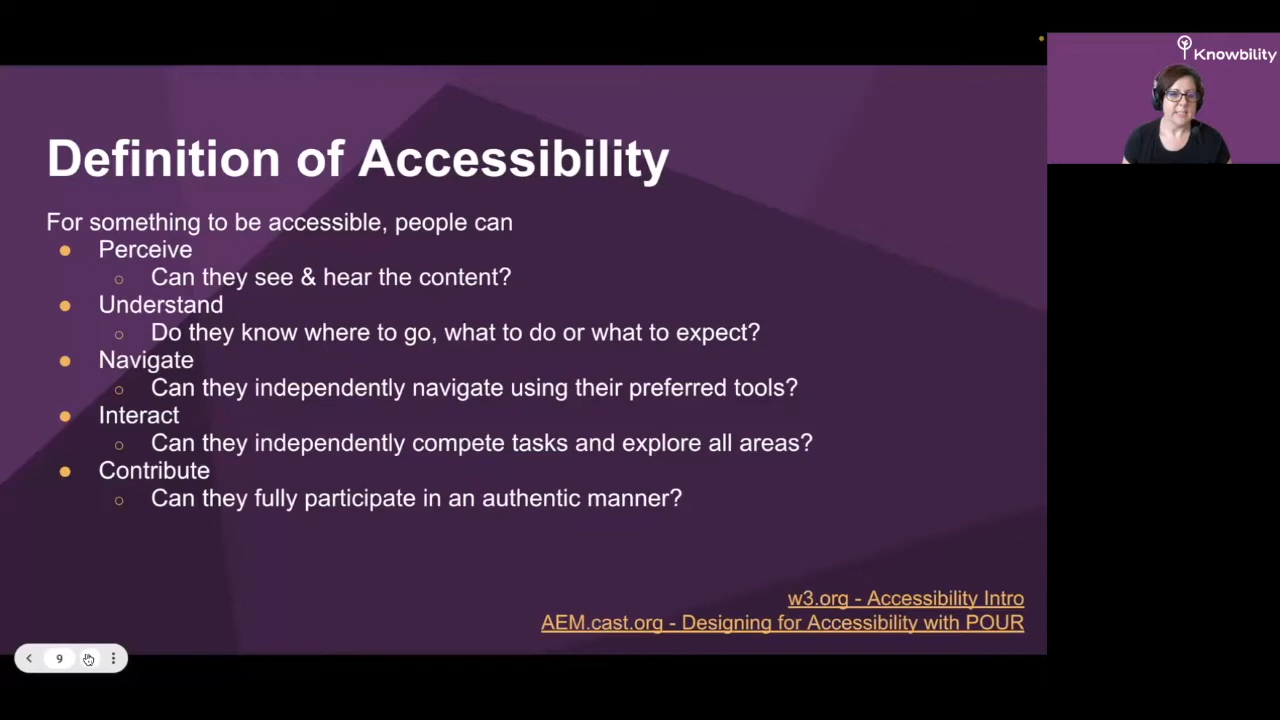 Knowbility
Definition of Accessibility
For something to be accessible, people can
Perceive
Can they see & hear the content?
Understand
Do they know where to go, what to do or what to expect?
Navigate
Can they independently navigate using their preferred tools?
Interact
Can they independently compete tasks and explore all areas?
Contribute
Can they fully participate in an authentic manner?
w3.org - Accessibility Intro
AEM.cast.org - Designing for Accessibility with POUR
9